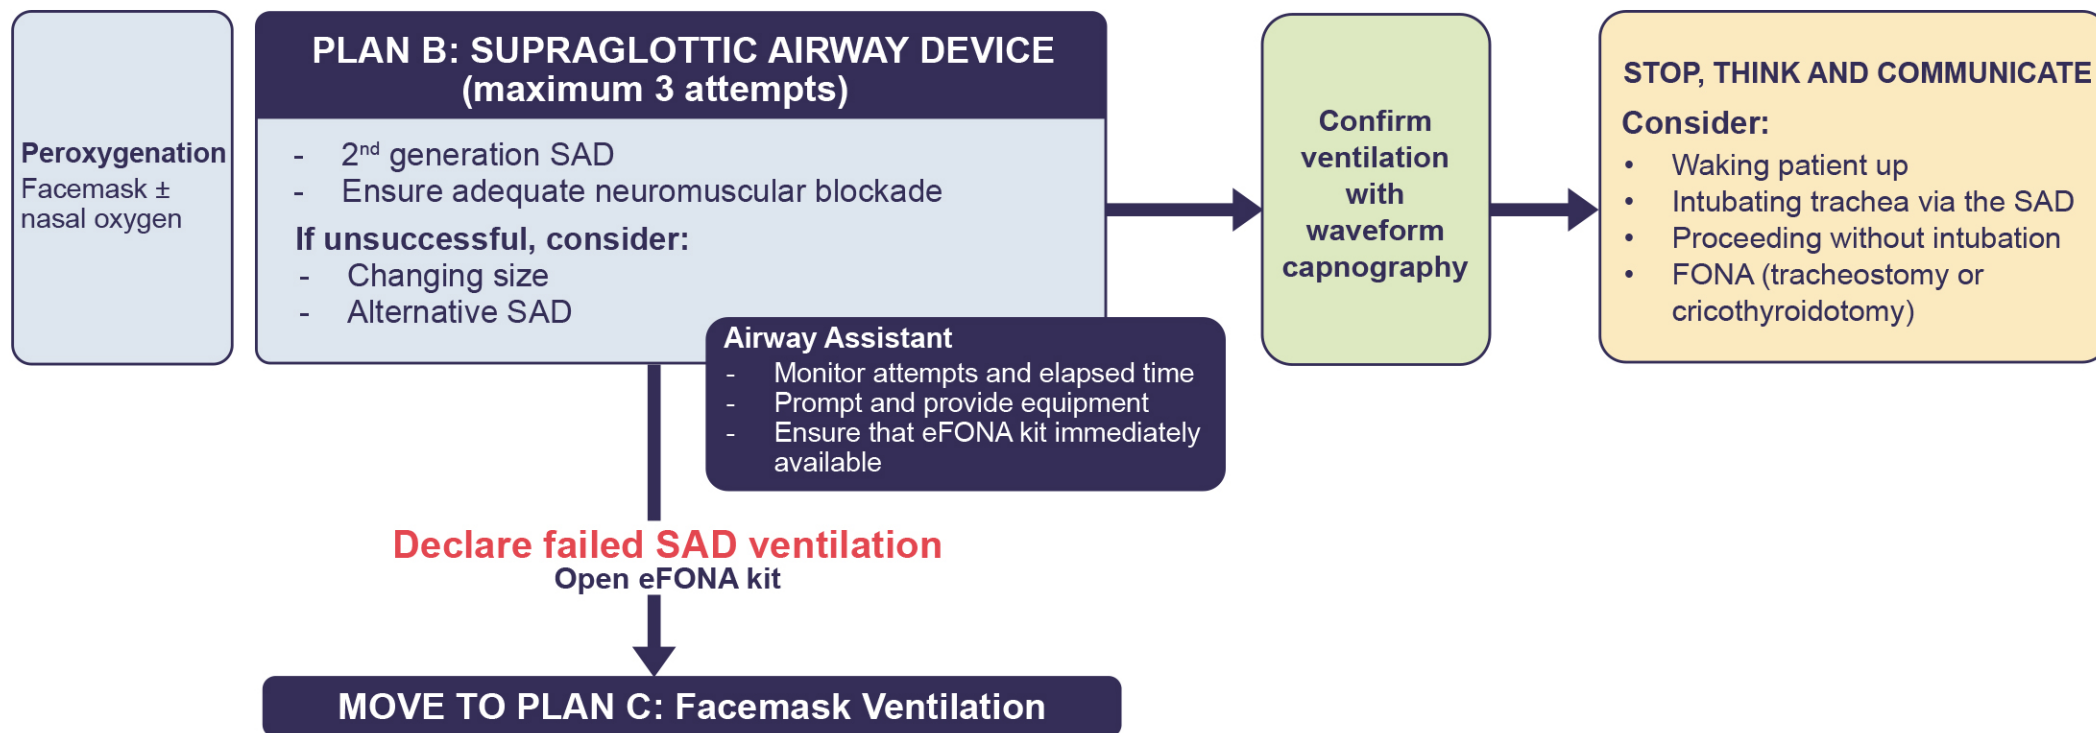 Peroxygenation
Facemask ±
nasal oxygen
PLAN B: SUPRAGLOTTIC AIRWAY DEVICE
(maximum 3 attempts)
- 2nd generation SAD
- Ensure adequate neuromuscular blockade
If unsuccessful, consider:
- Changing size
- Alternative SAD
Airway Assistant
- Monitor attempts and elapsed time
- Prompt and provide equipment
- Ensure that eFONA kit immediately
available
Confirm
ventilation
with
waveform
capnography
STOP, THINK AND COMMUNICATE
Consider:
• Waking patient up
• Intubating trachea via the SAD
• Proceeding without intubation
• FONA (tracheostomy or
cricothyroidotomy)
Declare failed SAD ventilation
Open eFONA kit
MOVE TO PLAN C: Facemask Ventilation